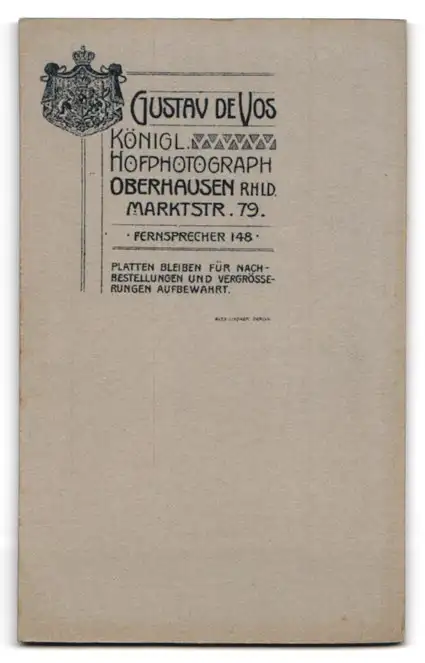 GUSTAV DE VOS
KÖNIGL.
HOFPHOTOGRAPH
OBERHAUSEN RHLD.
MARKTSTR. 79.
· FERNSPRECHER 148 ·
PLATTEN BLEIBEN FÜR NACH-
BESTELLUNGEN UND VERGRÖSSE-
RUNGEN AUFBEWAHRT.